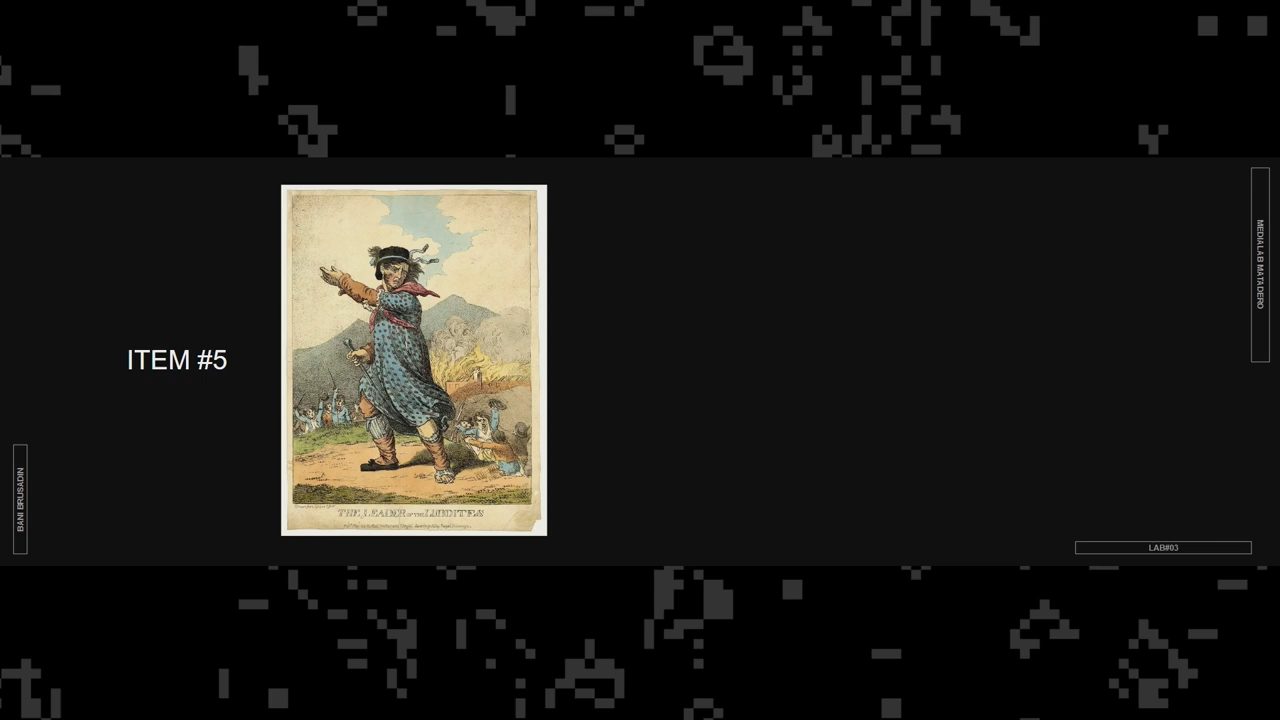 MEDIALAB MATADERO
ITEM #5
BANI BRUSADIN
THE LEADER OF THE LUDDITES
LAB#03